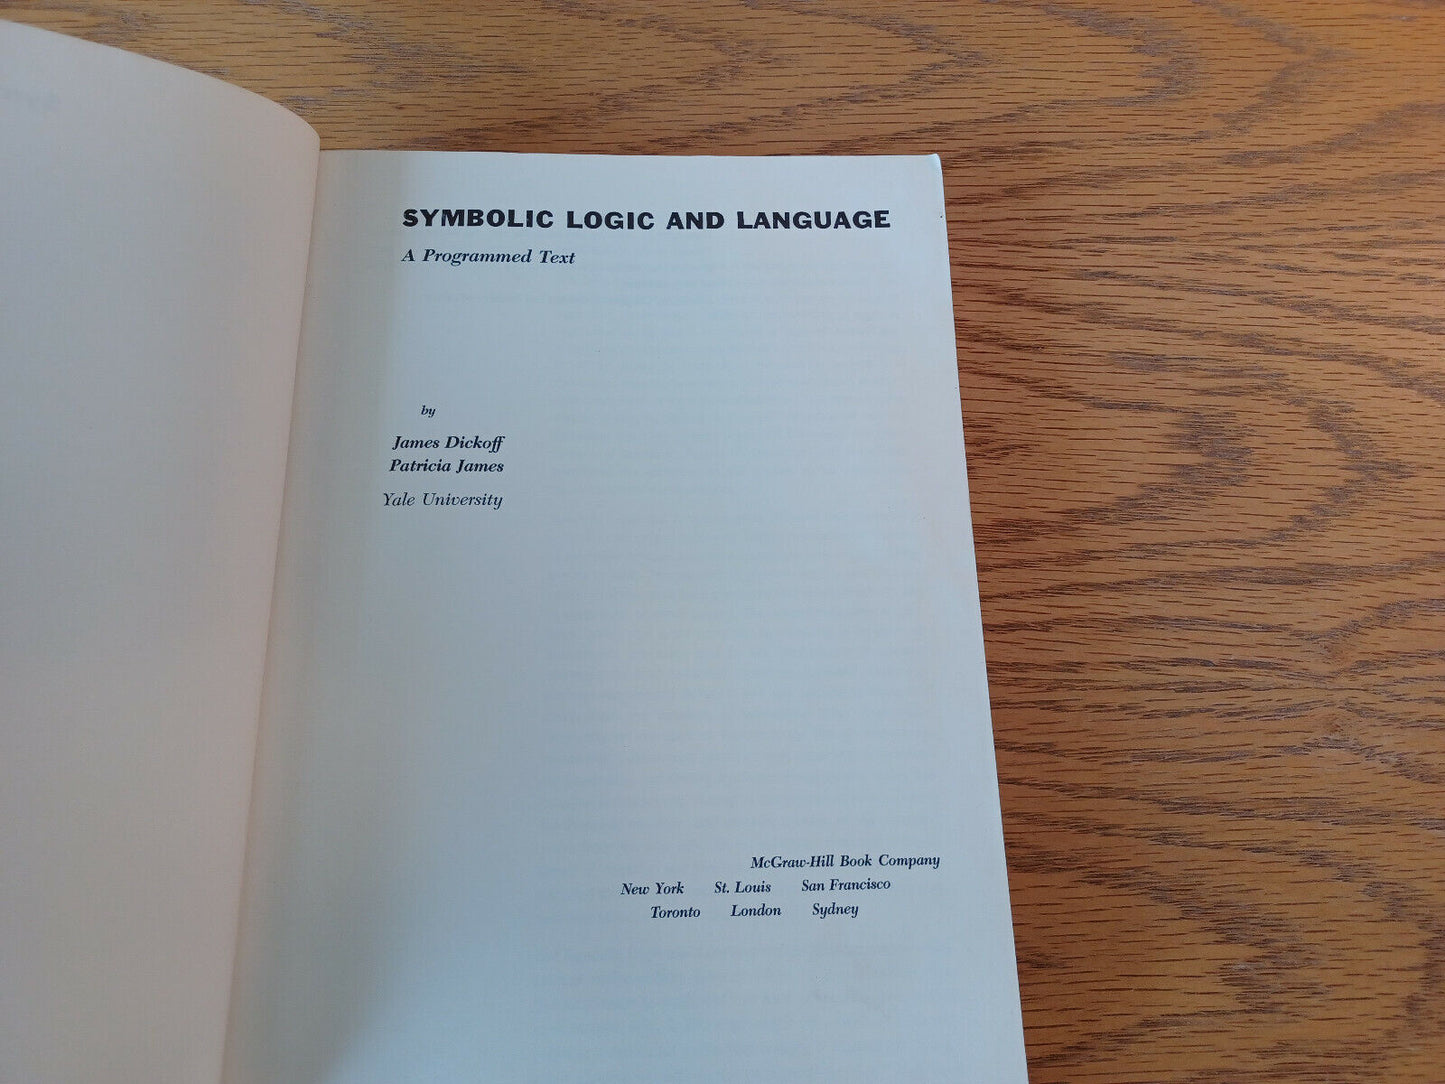 SYMBOLIC LOGIC AND LANGUAGE
A Programmed Text
by
James Dickoff
Patricia James
Yale University
McGraw-Hill Book Company
New York St. Louis San Francisco
Toronto London Sydney